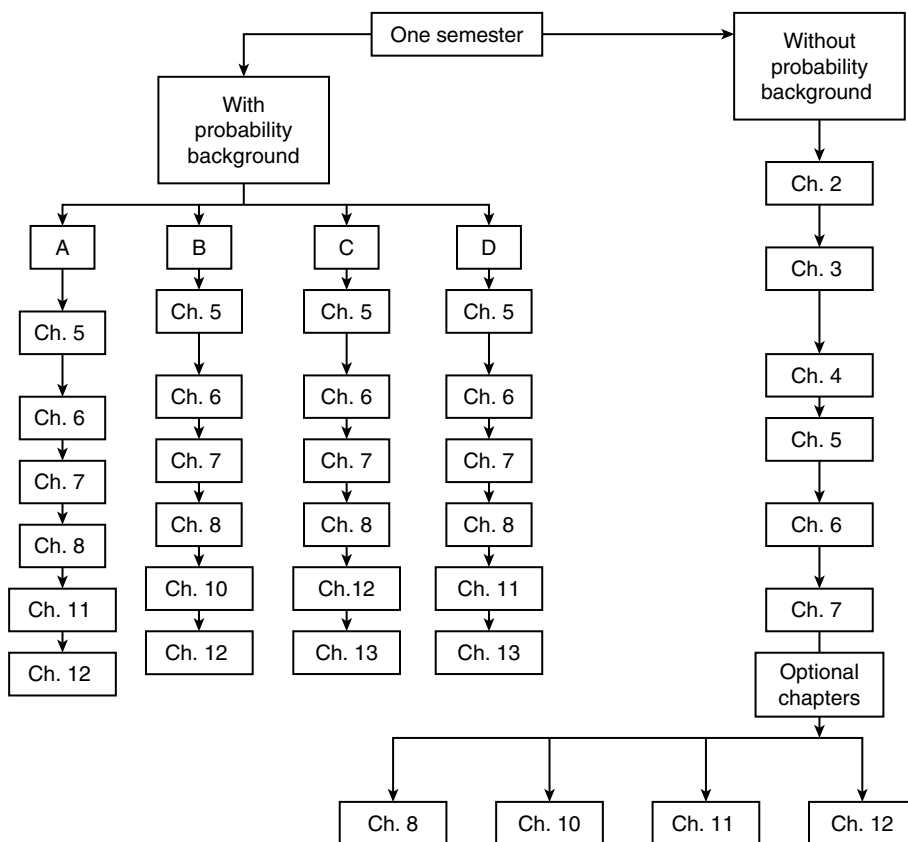 One semester
Without
probability
background
With
probability
background
Ch. 2
A
B
C
D
Ch. 3
Ch. 5
Ch. 5
Ch. 5
Ch. 5
Ch. 4
Ch. 6
Ch. 6
Ch. 6
Ch. 6
Ch. 5
Ch. 7
Ch. 7
Ch. 7
Ch. 7
Ch. 8
Ch. 8
Ch. 8
Ch. 8
Ch. 6
Ch. 11
Ch. 10
Ch.12
Ch. 11
Ch. 7
Ch. 12
Ch. 12
Ch. 13
Ch. 13
Optional
chapters
Ch. 8
Ch. 10
Ch. 11
Ch. 12